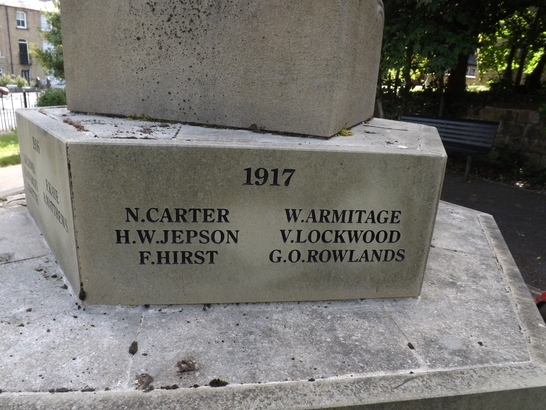 1917
N.CARTER W.ARMITAGE
H.W.JEPSON V.LOCKWOOD
F.HIRST G.O.ROWLANDS